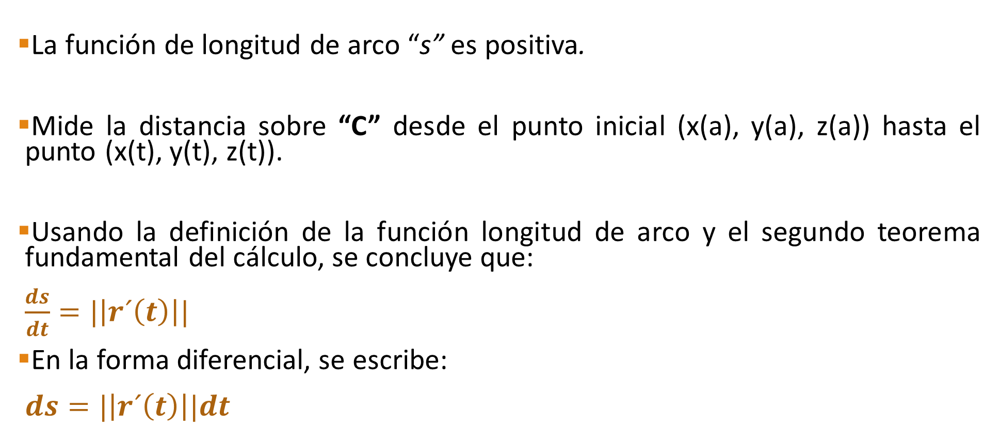 ▪La función de longitud de arco “s” es positiva.
▪Mide la distancia sobre “C” desde el punto inicial (x(a), y(a), z(a)) hasta el
punto (x(t), y(t), z(t)).
▪Usando la definición de la función longitud de arco y el segundo teorema
fundamental del cálculo, se concluye que:
ds/dt = ||r´(t)||
▪En la forma diferencial, se escribe:
ds = ||r´(t)||dt